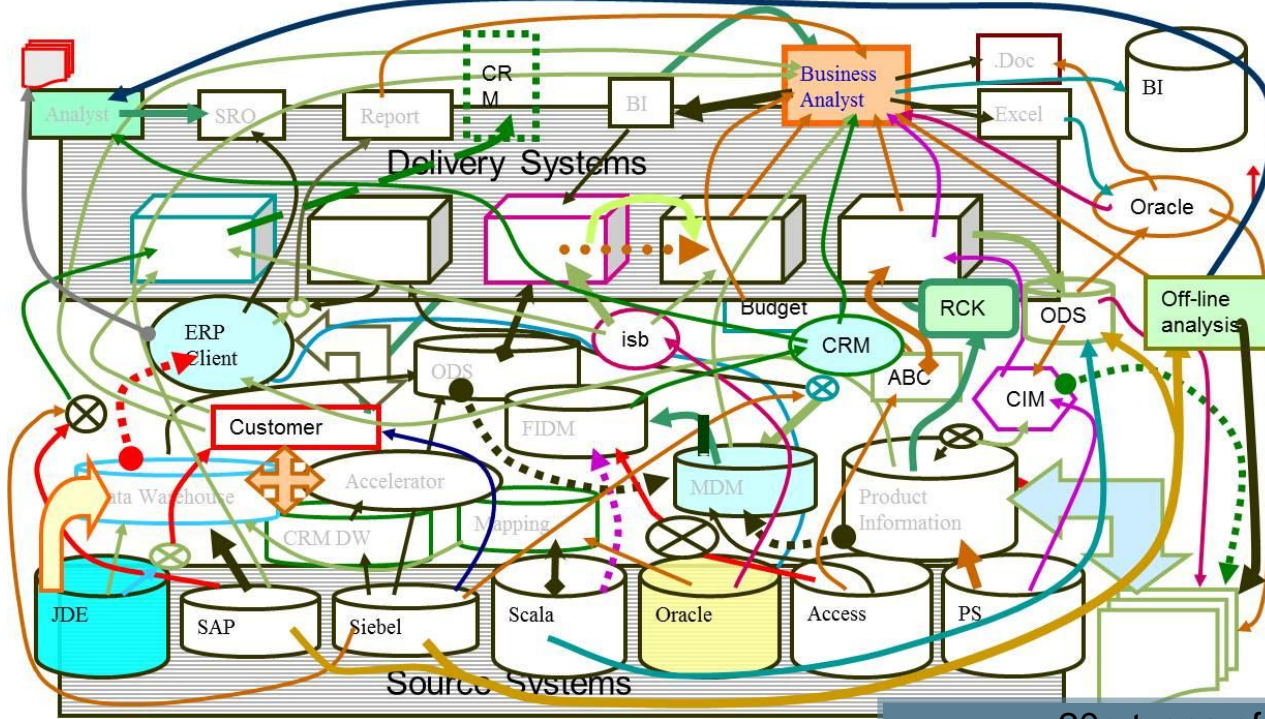 CR
M
Business
Analyst
.Doc
BI
BI
Analyst
SRO
Report
Excel
Delivery Systems
Oracle
Budget
RCK
ODS
Off-line
analysis
ERP
Client
isb
CRM
ODS
ABC
CIM
Customer
FIDM
Accelerator
MDM
Product
Information
Warehouse
CRM DW
Mapping
JDE
SAP
Siebel
Scala
Oracle
Access
PS
Source Systems